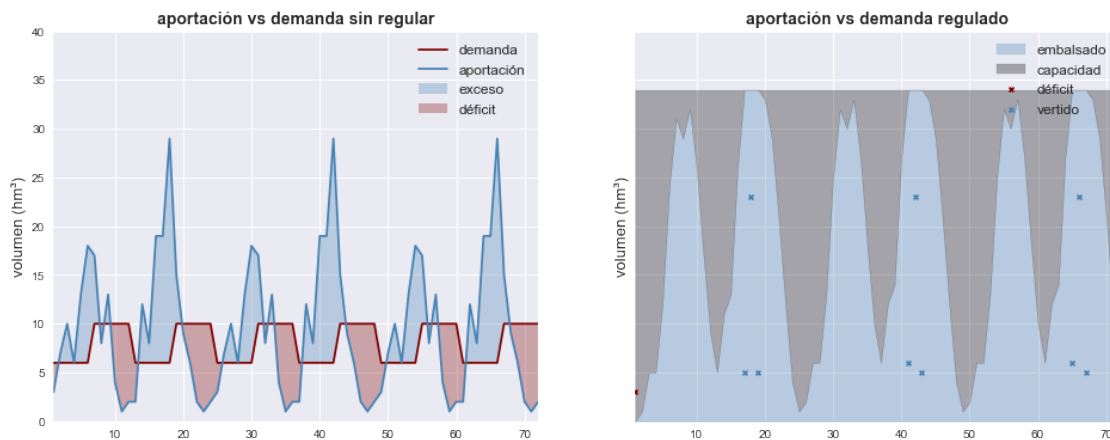 aportación vs demanda sin regular
aportación vs demanda regulado
volumen (hm³)
40
35
30
25
20
15
10
5
0
10
20
30
40
50
60
70
demanda
aportación
exceso
déficit
volumen (hm³)
10
20
30
40
50
60
70
embalsado
capacidad
déficit
vertido